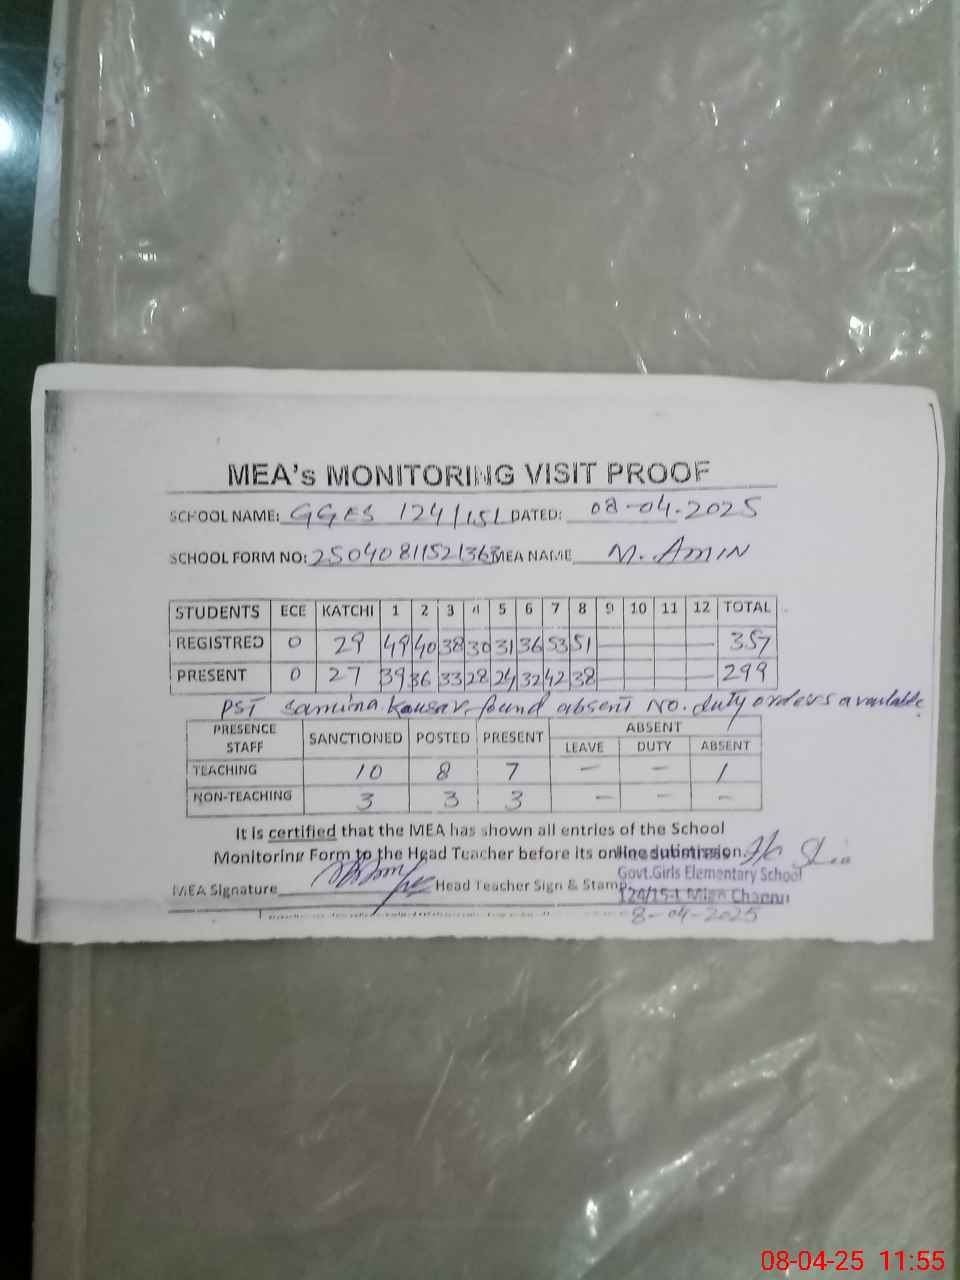 MEA's MONITORING VISIT PROOF
SCHOOL NAME: GGES 124/15L DATED: 08-04-2025
SCHOOL FORM NO: 25040811521363 MEA NAME M. AMIN
STUDENTS ECE KATCHI 1 2 3 4 5 6 7 8 9 10 11 12 TOTAL
REGISTRED 0 29 49 40 38 30 31 36 53 51 — — — — 357
PRESENT 0 27 39 36 33 28 24 32 42 38 — — — — 299
PST Samina Kausar found absent No. duty orders available.
PRESENCE STAFF SANCTIONED POSTED PRESENT ABSENT
LEAVE DUTY ABSENT
TEACHING 10 8 7 — — 1
NON-TEACHING 3 3 3 — — -
It is certified that the MEA has shown all entries of the School
Monitoring Form to the Head Teacher before its online submission.
Headmistress
Govt.Girls Elementary School
MEA Signature Head Teacher Sign & Stamp
124/15-L Mian Channu
8-04-2025
08-04-25 11:55